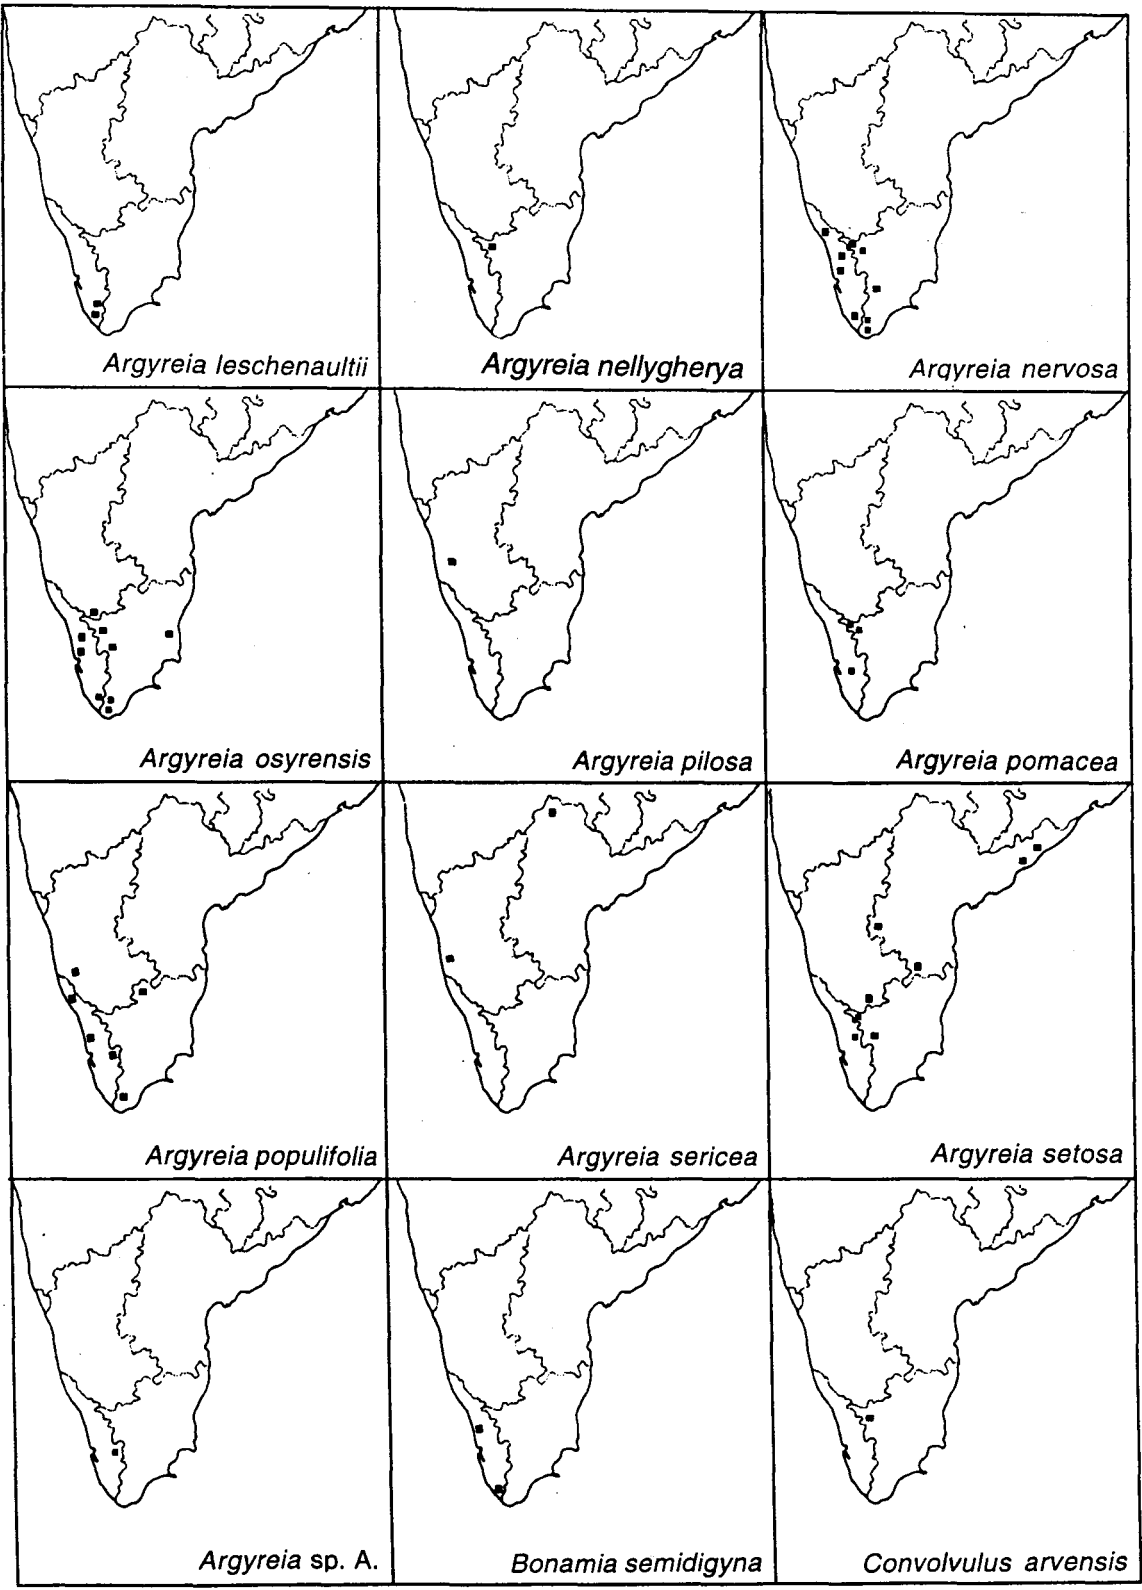 Argyreia leschenaultii
Argyreia nellygherya
Argyreia nervosa
Argyreia osyrensis
Argyreia pilosa
Argyreia pomacea
Argyreia populifolia
Argyreia sericea
Argyreia setosa
Argyreia sp. A.
Bonamia semidigyna
Convolvulus arvensis